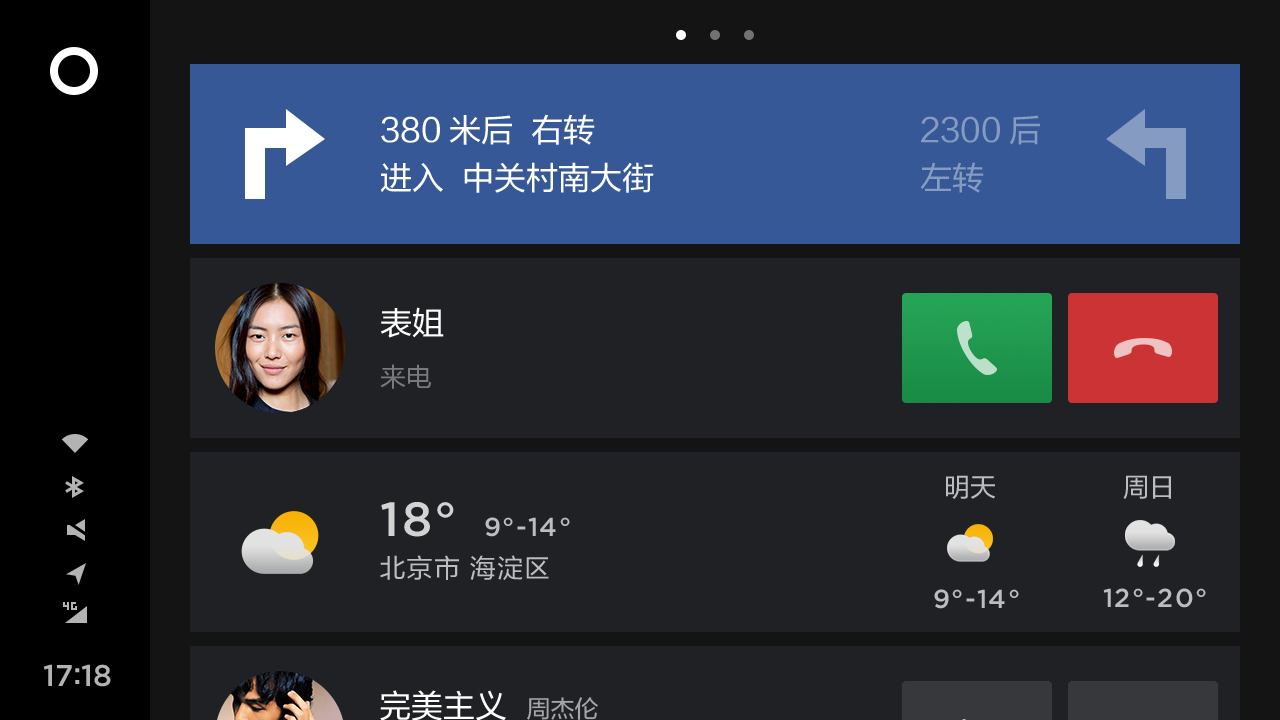 380 米后 右转
进入 中关村南大街
2300 后
左转
表姐
来电
18° 9°-14°
北京市 海淀区
明天
9°-14°
周日
12°-20°
完美主义 周杰伦
4G
17:18